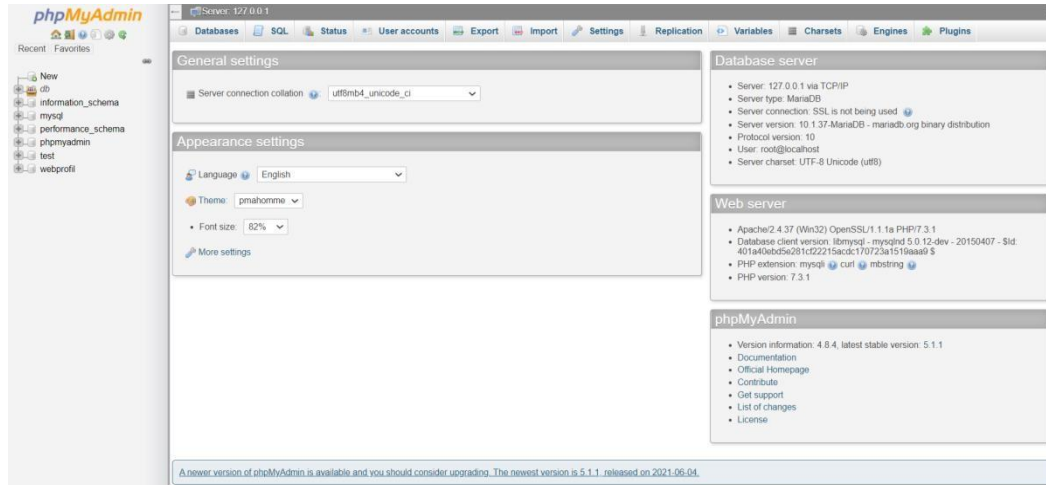 phpMyAdmin
Recent Favorites
New
db
information_schema
mysql
performance_schema
phpmyadmin
test
webprofil
Server: 127.0.0.1
Databases SQL Status User accounts Export Import Settings Replication Variables Charsets Engines Plugins
General settings
Server connection collation utf8mb4_unicode_ci
Appearance settings
Language English
Theme: pmahomme
Font size: 82%
More settings
Database server
Server: 127.0.0.1 via TCP/IP
Server type: MariaDB
Server connection: SSL is not being used
Server version: 10.1.37-MariaDB - mariadb.org binary distribution
Protocol version: 10
User: root@localhost
Server charset: UTF-8 Unicode (utf8)
Web server
Apache/2.4.37 (Win32) OpenSSL/1.1.1a PHP/7.3.1
Database client version: libmysql - mysqlnd 5.0.12-dev - 20150407 - $Id:
401a40ebd5e281cf22215acdc170723a1519aaa9 $
PHP extension: mysqli curl mbstring
PHP version: 7.3.1
phpMyAdmin
Version information: 4.8.4, latest stable version: 5.1.1
Documentation
Official Homepage
Contribute
Get support
List of changes
License
A newer version of phpMyAdmin is available and you should consider upgrading. The newest version is 5.1.1, released on 2021-06-04.